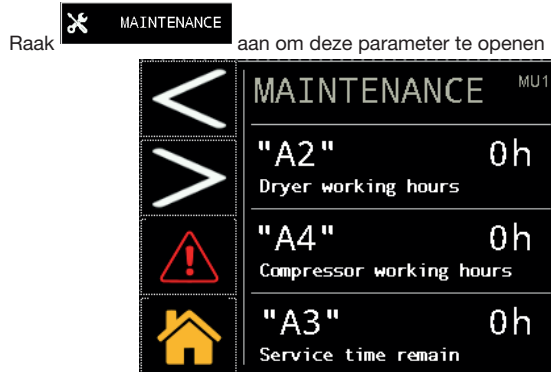 Raak MAINTENANCE aan om deze parameter te openen
MAINTENANCE MU1
"A2" 0h
Dryer working hours
"A4" 0h
Compressor working hours
"A3" 0h
Service time remain